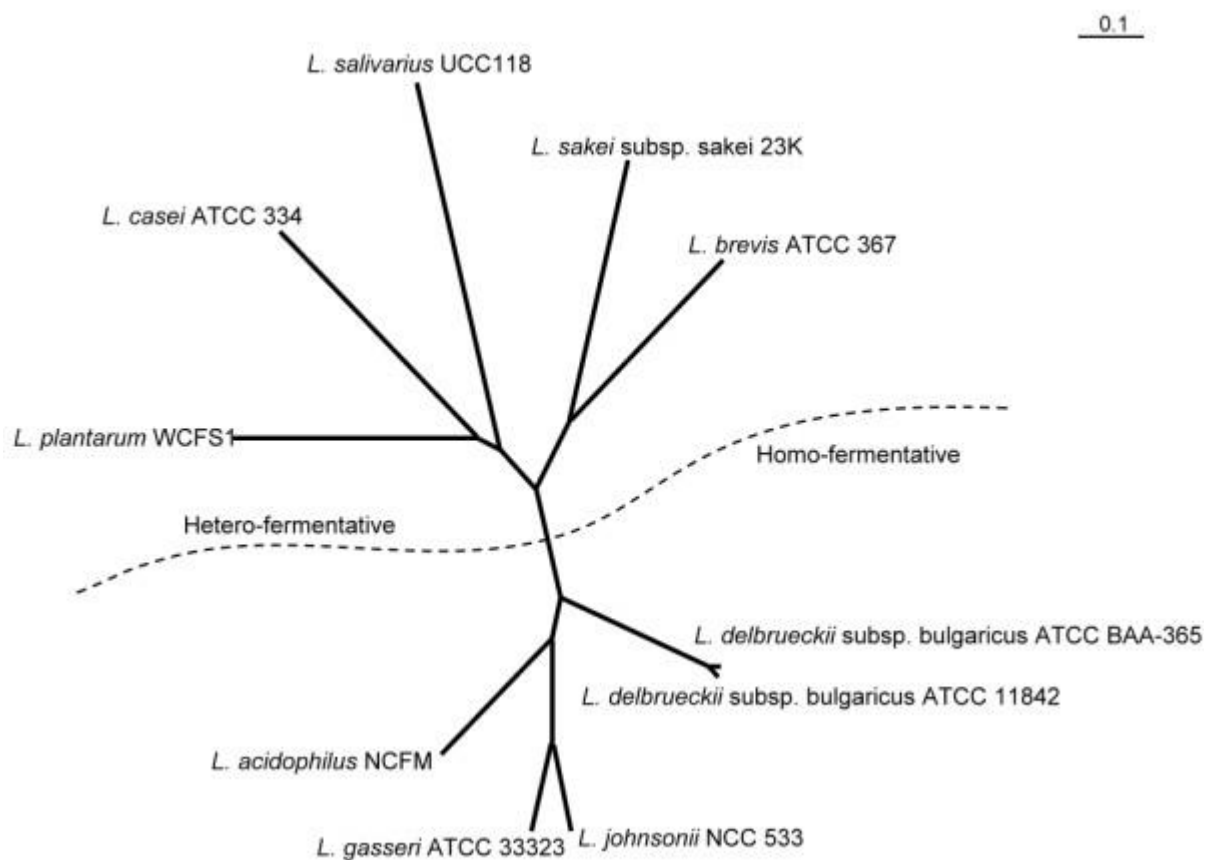 0.1
L. salivarius UCC118
L. sakei subsp. sakei 23K
L. casei ATCC 334
L. brevis ATCC 367
L. plantarum WCFS1
Homo-fermentative
Hetero-fermentative
L. delbrueckii subsp. bulgaricus ATCC BAA-365
L. delbrueckii subsp. bulgaricus ATCC 11842
L. acidophilus NCFM
L. gasseri ATCC 33323
L. johnsonii NCC 533